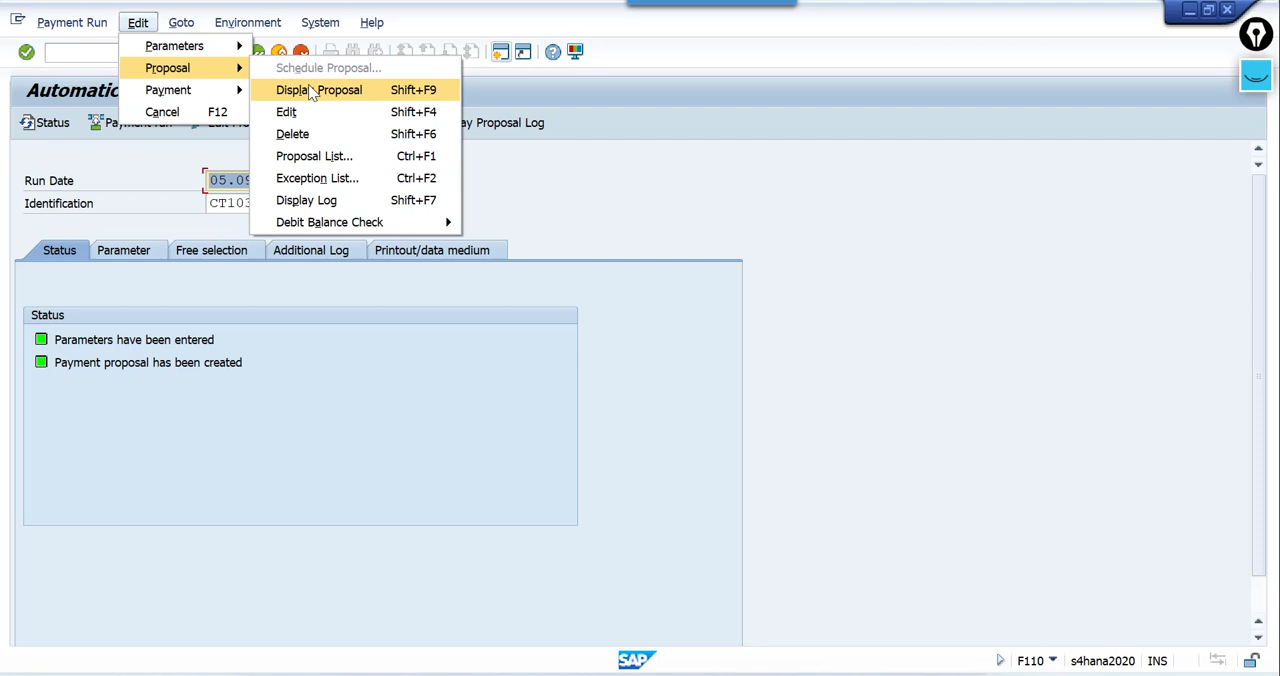 Payment Run Edit Goto Environment System Help
Parameters
Proposal
Payment
Cancel F12
Schedule Proposal...
Display Proposal Shift+F9
Edit Shift+F4
Delete Shift+F6
Proposal List... Ctrl+F1
Exception List... Ctrl+F2
Display Log Shift+F7
Debit Balance Check
Automatic
Status Proposal Log
Run Date 05.09
Identification CT103
Status Parameter Free selection Additional Log Printout/data medium
Status
Parameters have been entered
Payment proposal has been created
SAP F110 s4hana2020 INS